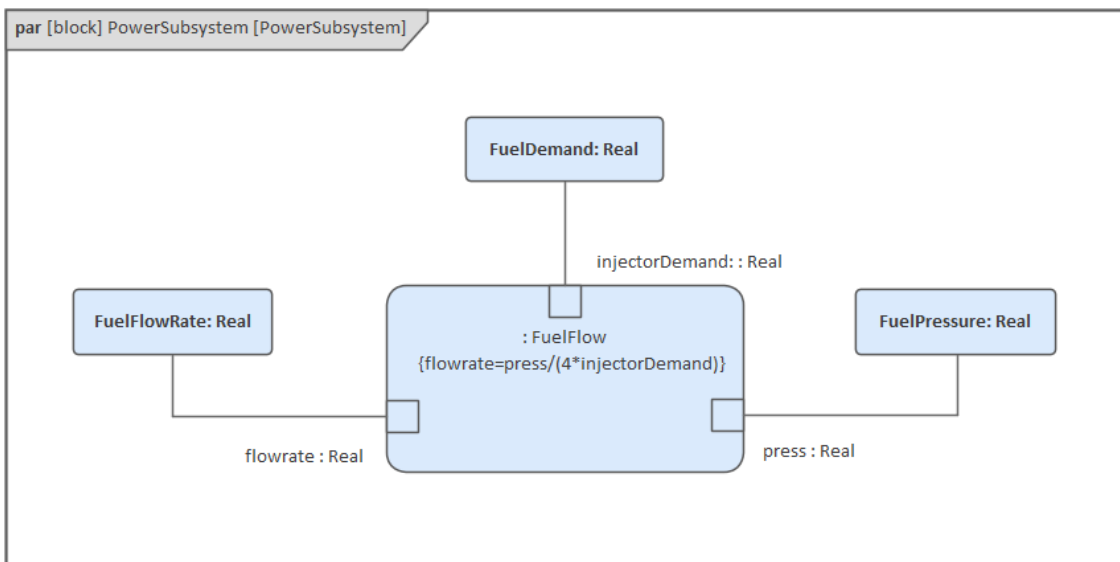 par [block] PowerSubsystem [PowerSubsystem]
FuelDemand: Real
injectorDemand: : Real
FuelFlowRate: Real
: FuelFlow
{flowrate=press/(4*injectorDemand)}
FuelPressure: Real
flowrate : Real
press : Real